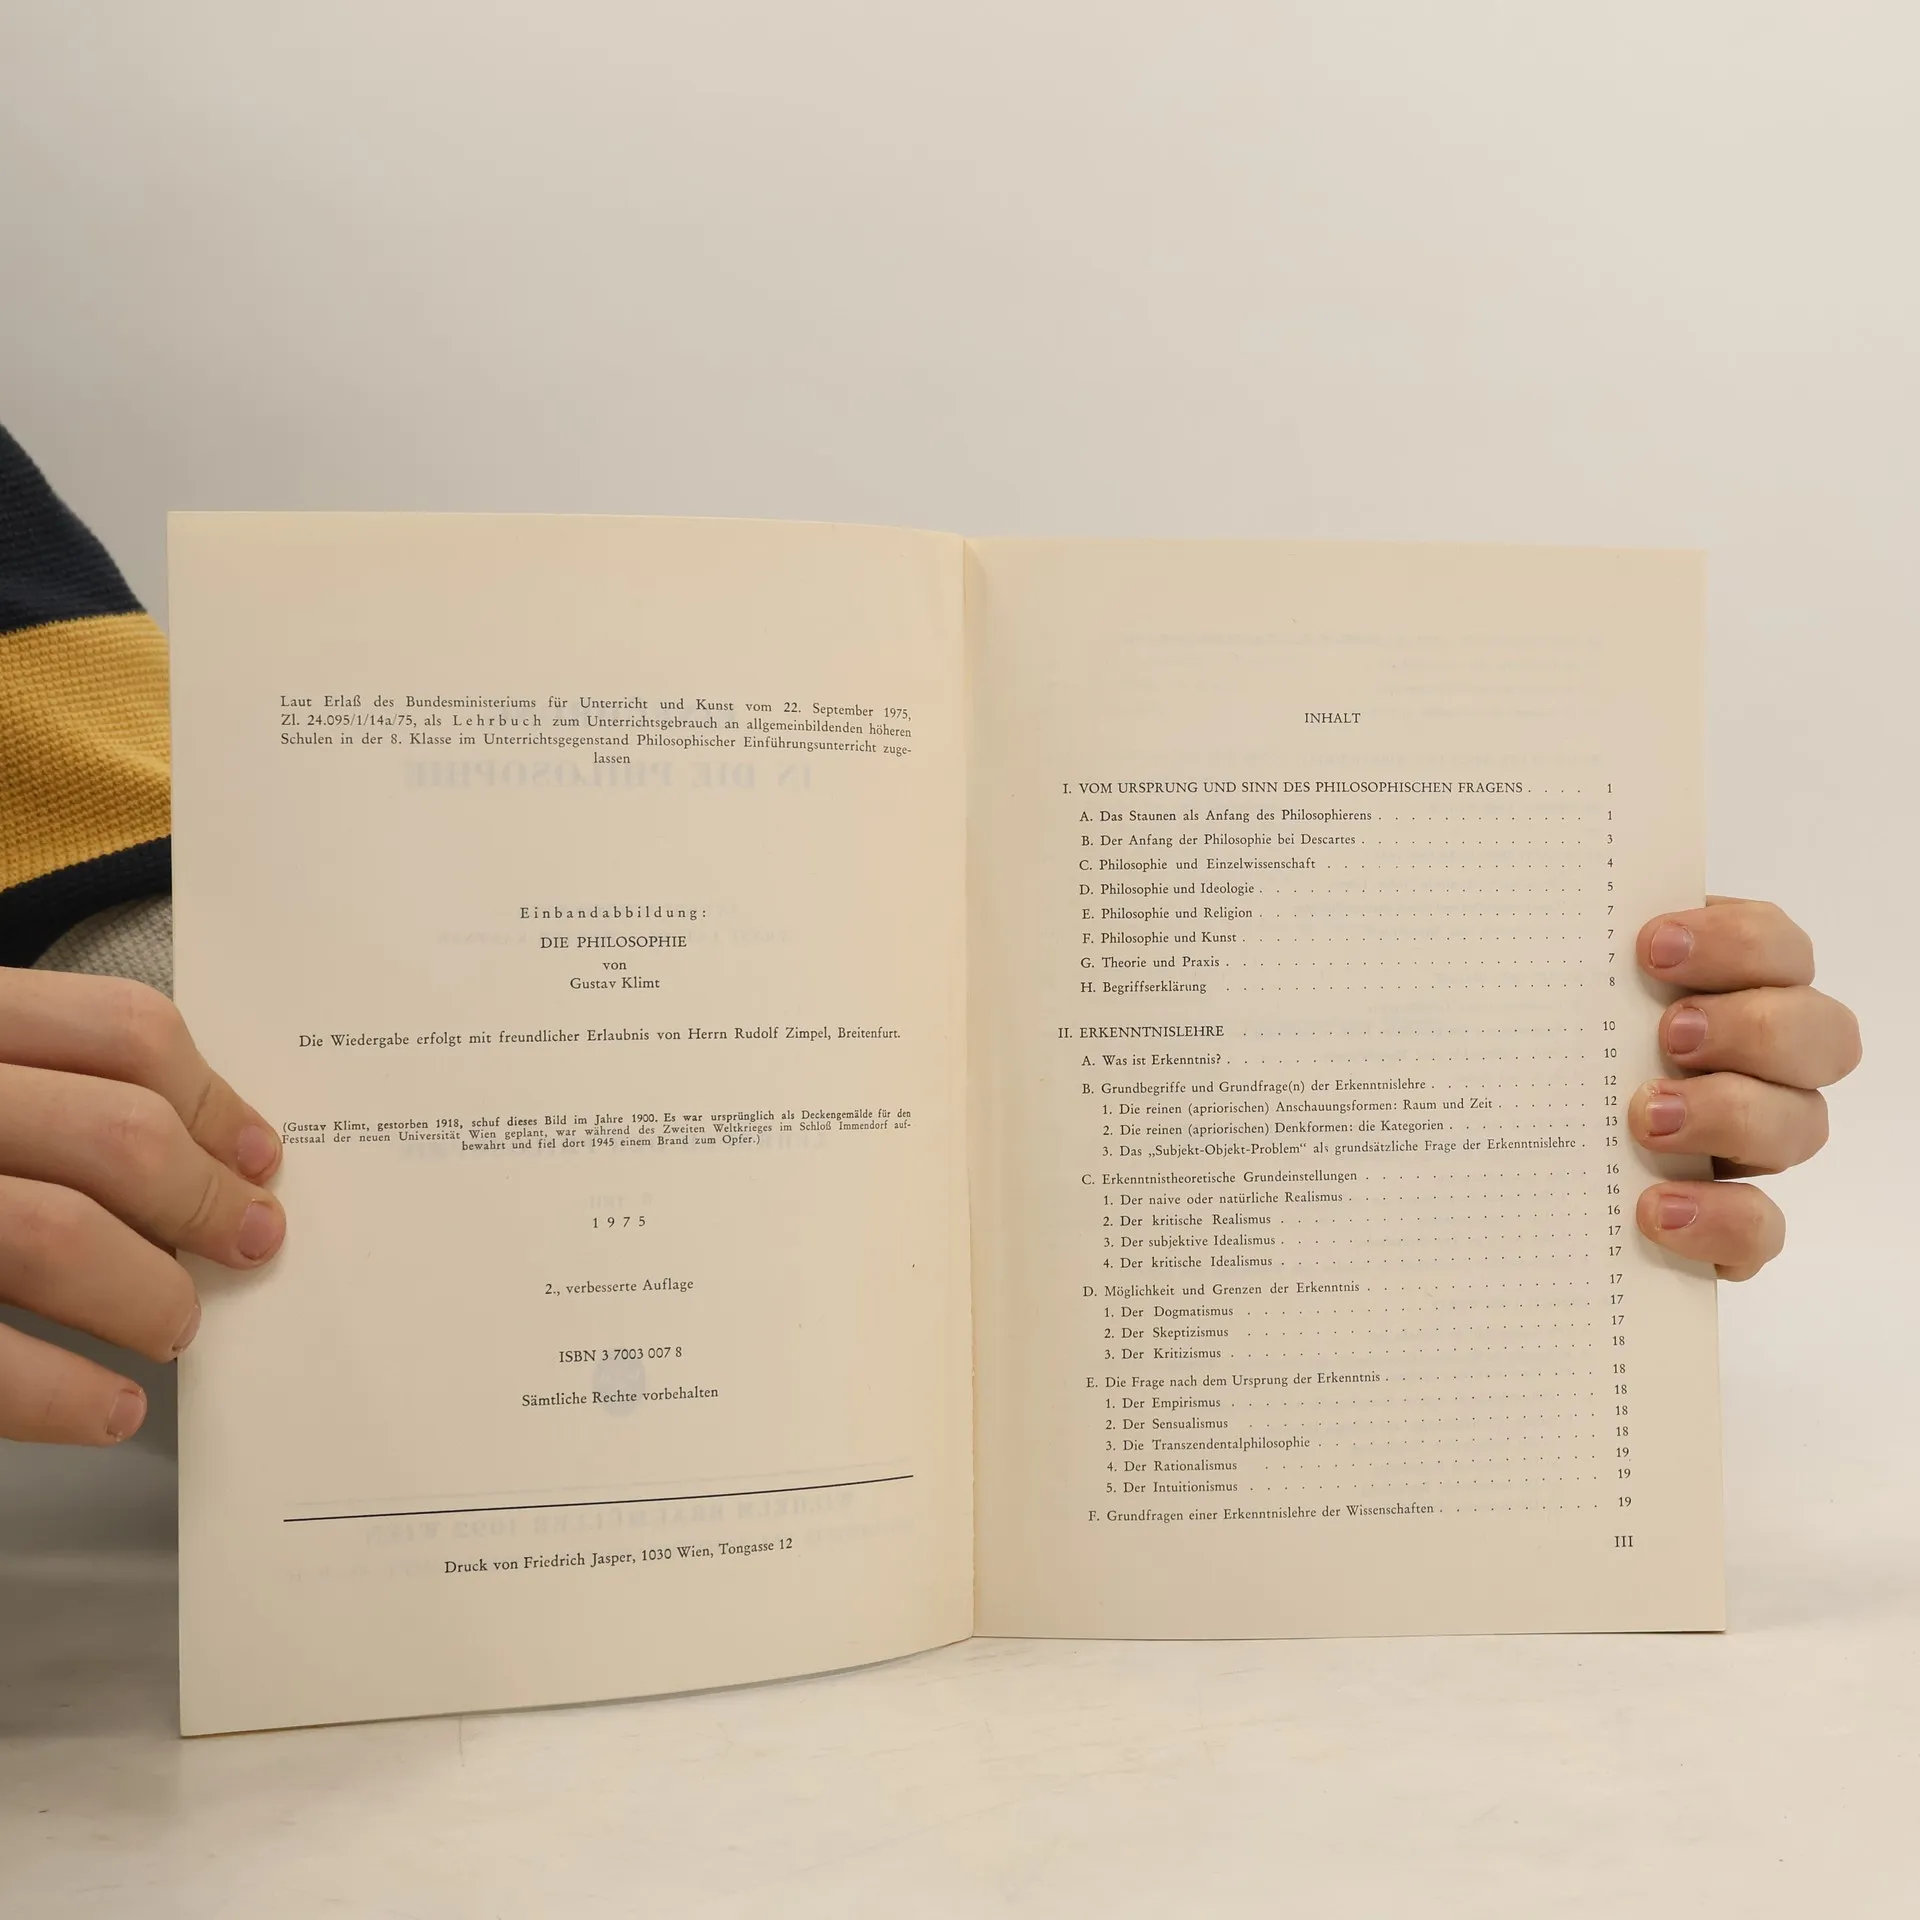 Laut Erlaß des Bundesministeriums für Unterricht und Kunst vom 22. September 1975,
Zl. 24.095/1/14a/75, als Lehrbuch zum Unterrichtsgebrauch an allgemeinbildenden höheren
Schulen in der 8. Klasse im Unterrichtsgegenstand Philosophischer Einführungsunterricht zuge-
lassen
Einbandabbildung:
DIE PHILOSOPHIE
von
Gustav Klimt
Die Wiedergabe erfolgt mit freundlicher Erlaubnis von Herrn Rudolf Zimpel, Breitenfurt.
(Gustav Klimt, gestorben 1918, schuf dieses Bild im Jahre 1900. Es war ursprünglich als Deckengemälde für den
Festsaal der neuen Universität Wien geplant, war während des Zweiten Weltkrieges im Schloß Immendorf auf-
bewahrt und fiel dort 1945 einem Brand zum Opfer.)
1975
2., verbesserte Auflage
ISBN 3 7003 007 8
Sämtliche Rechte vorbehalten
Druck von Friedrich Jasper, 1030 Wien, Tongasse 12
INHALT
I. VOM URSPRUNG UND SINN DES PHILOSOPHISCHEN FRAGENS . . . . 1
A. Das Staunen als Anfang des Philosophierens . . . . . . . . . . . . . 1
B. Der Anfang der Philosophie bei Descartes . . . . . . . . . . . . . . 3
C. Philosophie und Einzelwissenschaft . . . . . . . . . . . . . . . 4
D. Philosophie und Ideologie . . . . . . . . . . . . . . . . . . 5
E. Philosophie und Religion . . . . . . . . . . . . . . . . . . 7
F. Philosophie und Kunst . . . . . . . . . . . . . . . . . . . 7
G. Theorie und Praxis . . . . . . . . . . . . . . . . . . . . 7
H. Begriffserklärung . . . . . . . . . . . . . . . . . . . . 8
II. ERKENNTNISLEHRE . . . . . . . . . . . . . . . . . . . 10
A. Was ist Erkenntnis? . . . . . . . . . . . . . . . . . . . . 10
B. Grundbegriffe und Grundfrage(n) der Erkenntnislehre . . . . . . . . . . 12
1. Die reinen (apriorischen) Anschauungsformen: Raum und Zeit . . . . . . 12
2. Die reinen (apriorischen) Denkformen: die Kategorien . . . . . . . . . 13
3. Das „Subjekt-Objekt-Problem“ als grundsätzliche Frage der Erkenntnislehre . 15
C. Erkenntnistheoretische Grundeinstellungen . . . . . . . . . . . . . 16
1. Der naive oder natürliche Realismus . . . . . . . . . . . . . . 16
2. Der kritische Realismus . . . . . . . . . . . . . . . . . 16
3. Der subjektive Idealismus . . . . . . . . . . . . . . . . . 17
4. Der kritische Idealismus . . . . . . . . . . . . . . . . . 17
D. Möglichkeit und Grenzen der Erkenntnis . . . . . . . . . . . . . 17
1. Der Dogmatismus . . . . . . . . . . . . . . . . . . . 17
2. Der Skeptizismus . . . . . . . . . . . . . . . . . . . 17
3. Der Kritizismus . . . . . . . . . . . . . . . . . . . . 18
E. Die Frage nach dem Ursprung der Erkenntnis . . . . . . . . . . . . 18
1. Der Empirismus . . . . . . . . . . . . . . . . . . . . 18
2. Der Sensualismus . . . . . . . . . . . . . . . . . . . 18
3. Die Transzendentalphilosophie . . . . . . . . . . . . . . . 18
4. Der Rationalismus . . . . . . . . . . . . . . . . . . 19
5. Der Intuitionismus . . . . . . . . . . . . . . . . . . . 19
F. Grundfragen einer Erkenntnislehre der Wissenschaften . . . . . . . . . 19
III